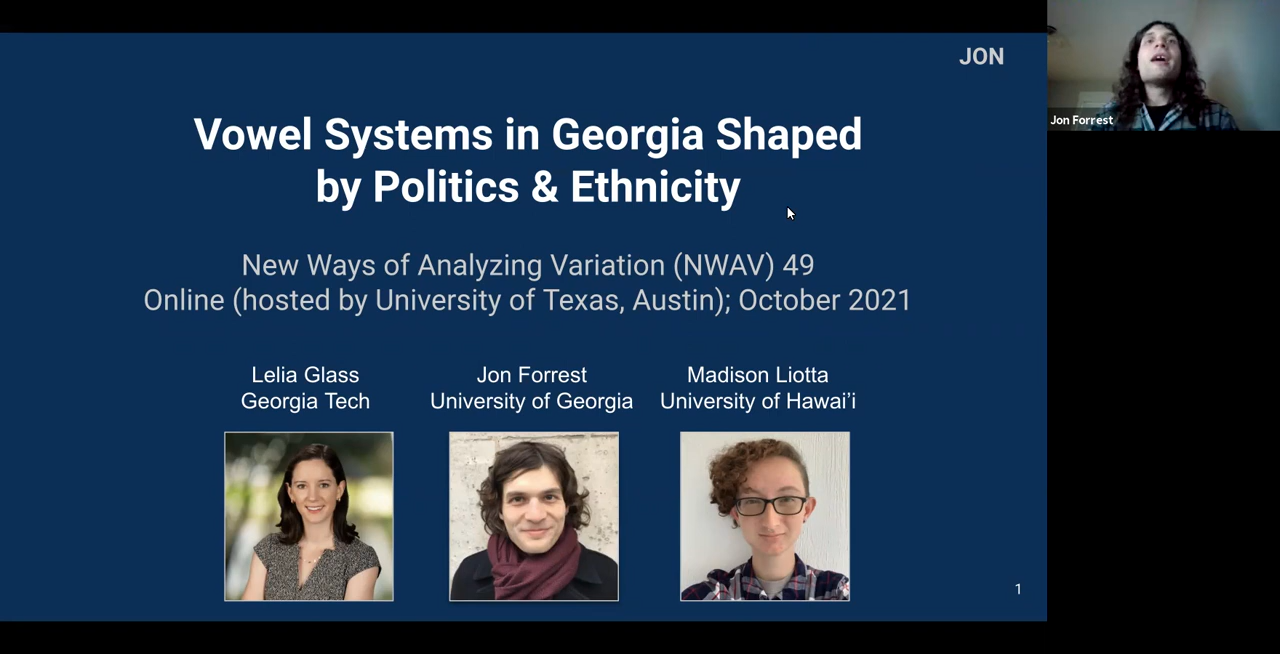 JON
Jon Forrest
Vowel Systems in Georgia Shaped
by Politics & Ethnicity
New Ways of Analyzing Variation (NWAV) 49
Online (hosted by University of Texas, Austin); October 2021
Lelia Glass
Georgia Tech
Jon Forrest
University of Georgia
Madison Liotta
University of Hawai'i
1